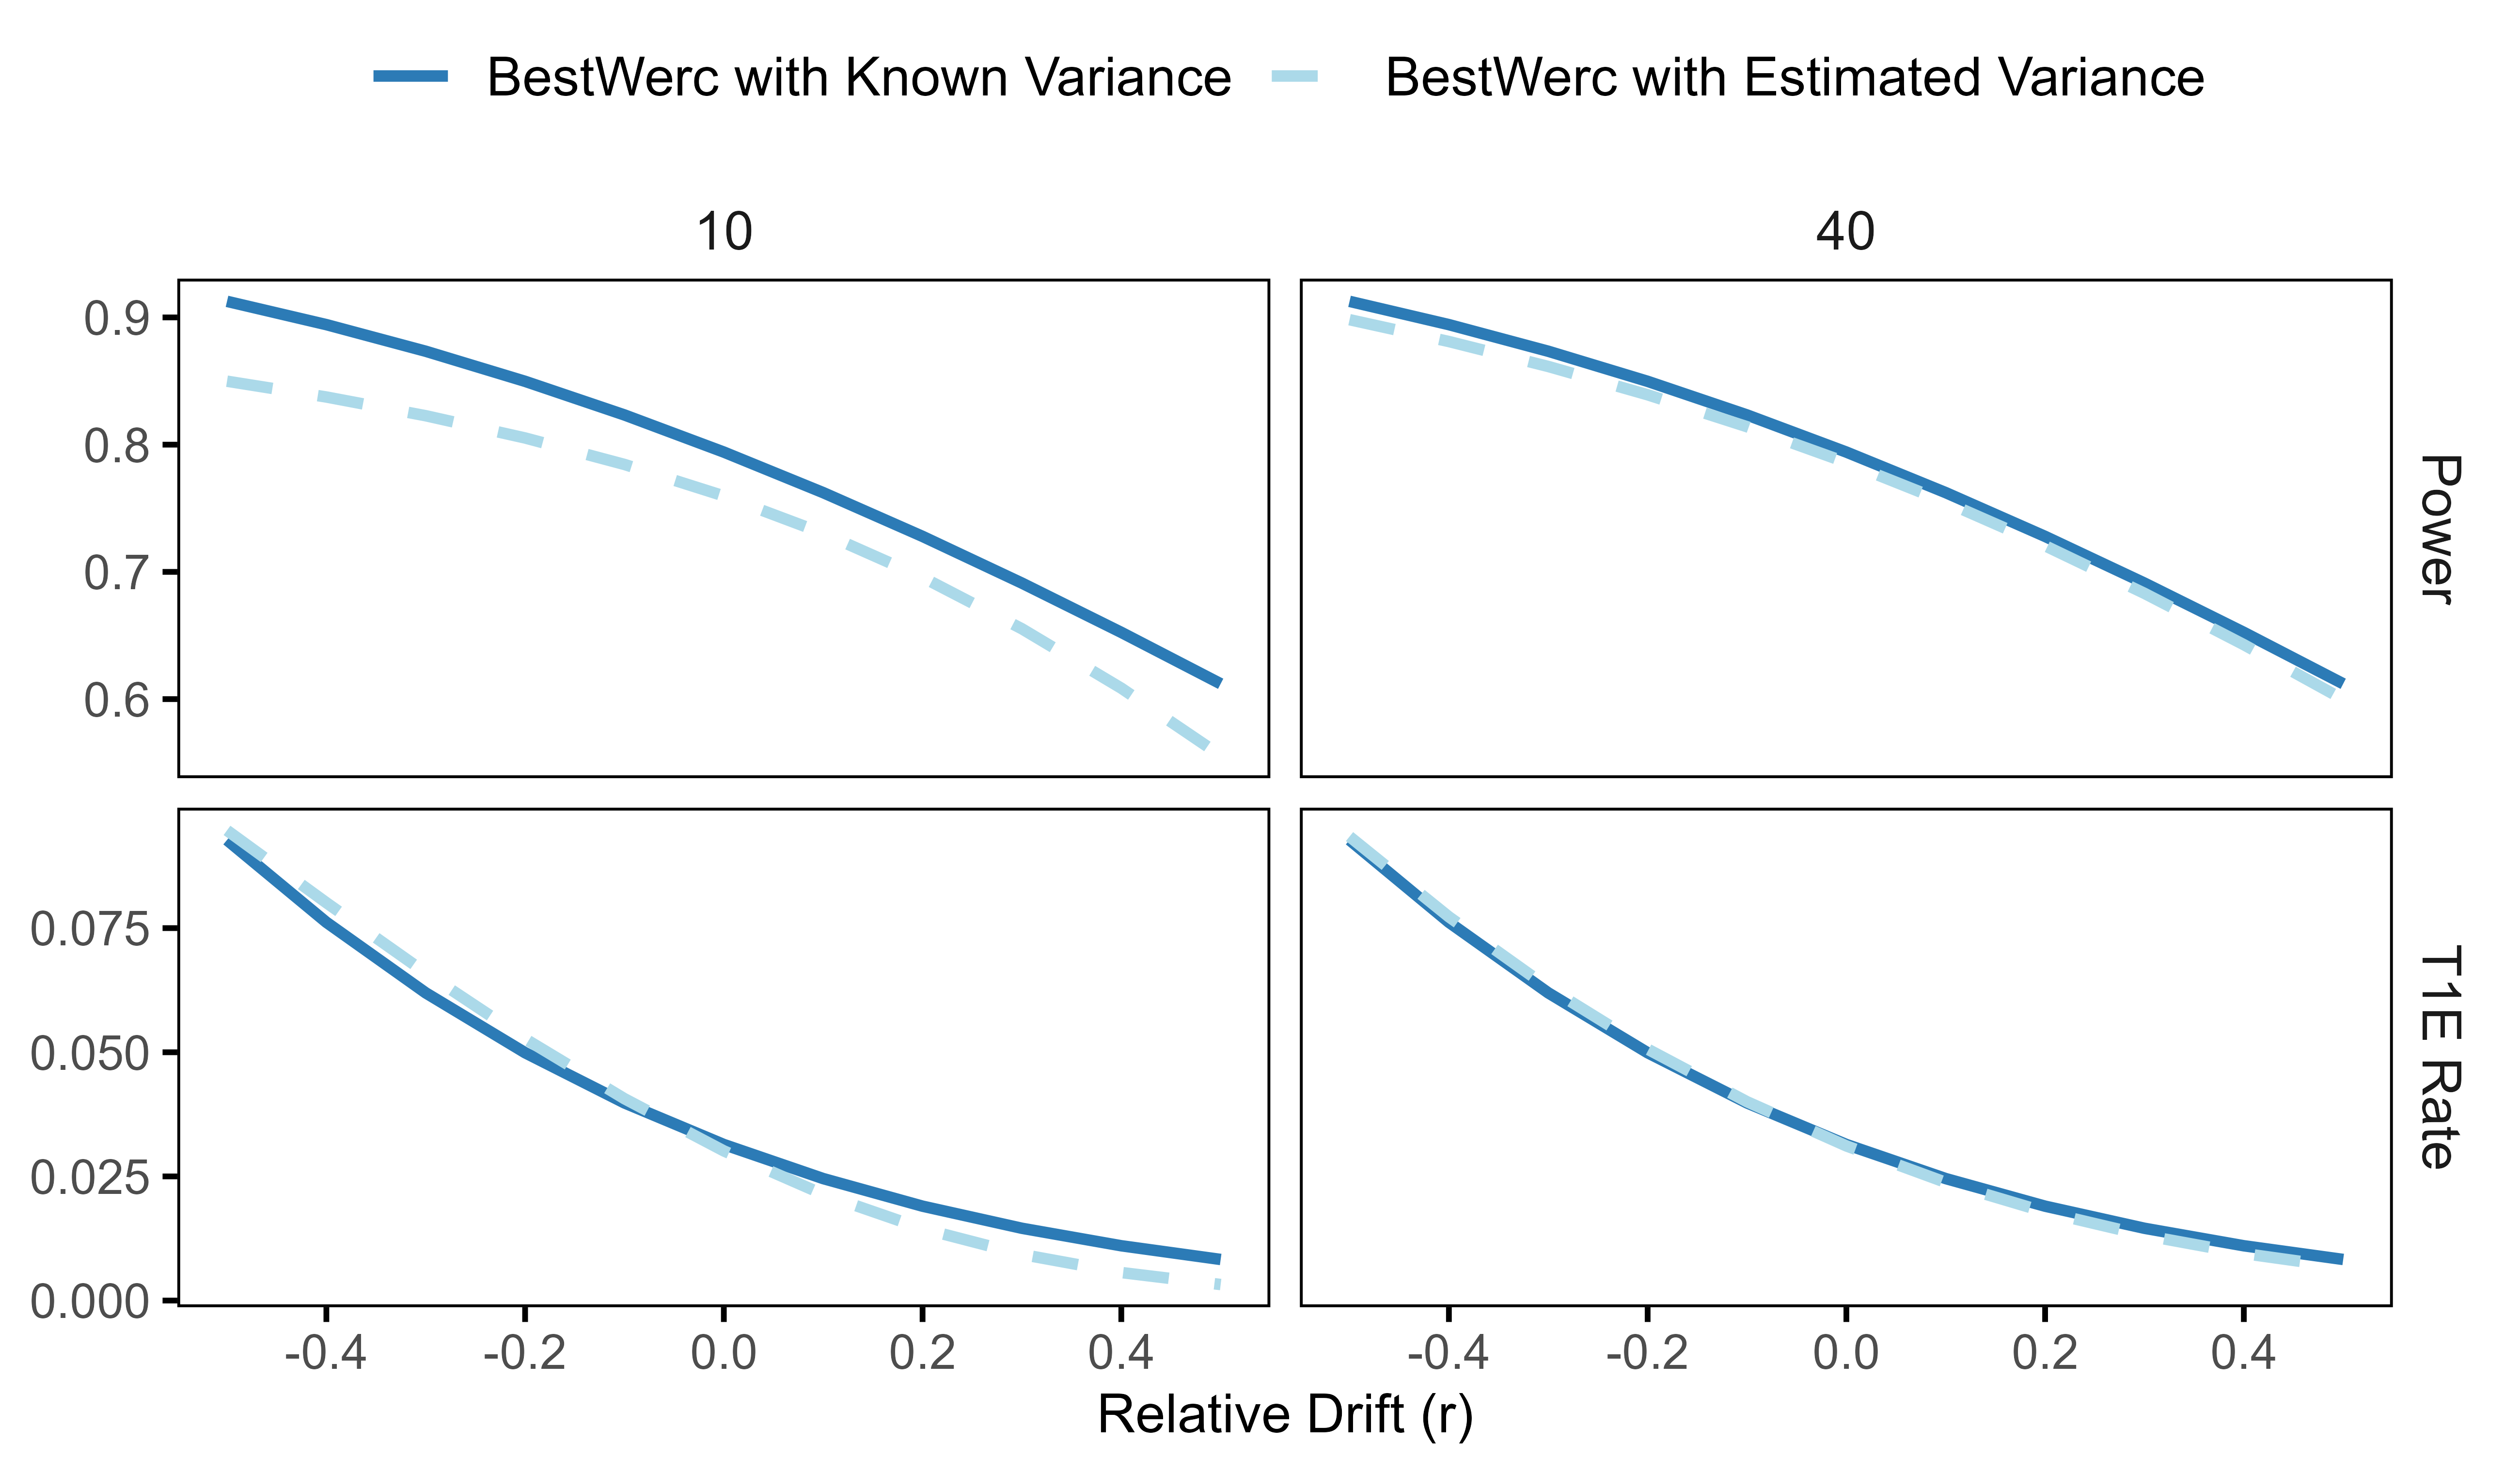 BestWerc with Known Variance BestWerc with Estimated Variance
10 40
0.9
0.8
0.7
0.6
Power
0.075
0.050
0.025
0.000
T1E Rate
-0.4 -0.2 0.0 0.2 0.4 -0.4 -0.2 0.0 0.2 0.4
Relative Drift (r)